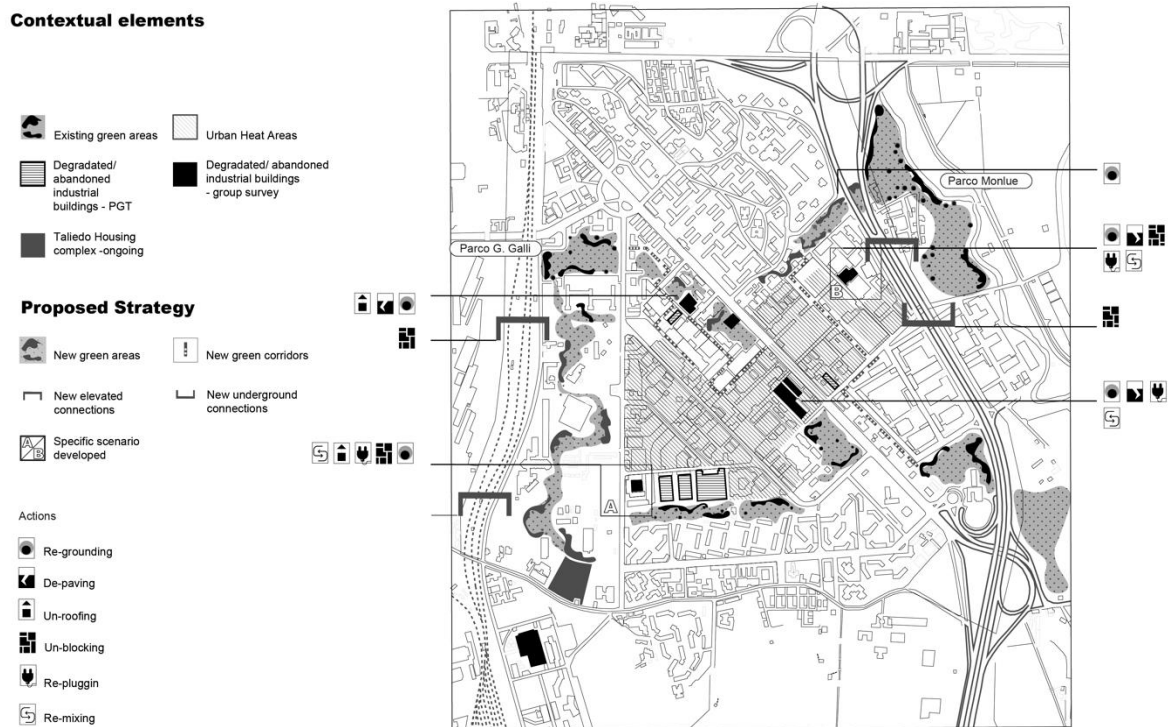 Contextual elements
Existing green areas
Urban Heat Areas
Degradated/
abandoned
industrial
buildings - PGT
Degradated/ abandoned
industrial buildings
- group survey
Taliedo Housing
complex -ongoing
Proposed Strategy
New green areas
New green corridors
New elevated
connections
New underground
connections
A
B
Specific scenario
developed
Actions
Re-grounding
De-paving
Un-roofing
Un-blocking
Re-pluggin
Re-mixing
Parco Monlue
Parco G. Galli
B
A